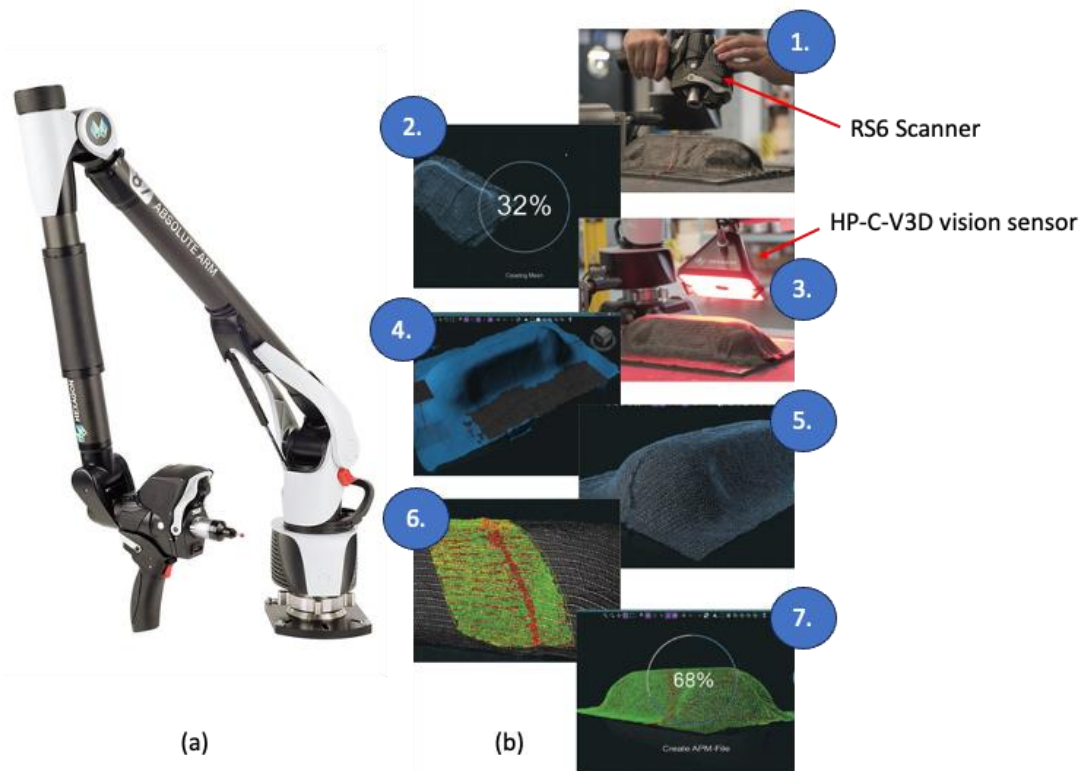 1.
RS6 Scanner
2.
32%
Creating Mesh
HP-C-V3D vision sensor
3.
4.
5.
6.
7.
68%
Create APM-File
ABSOLUTE ARM
HEXAGON
(a)
(b)